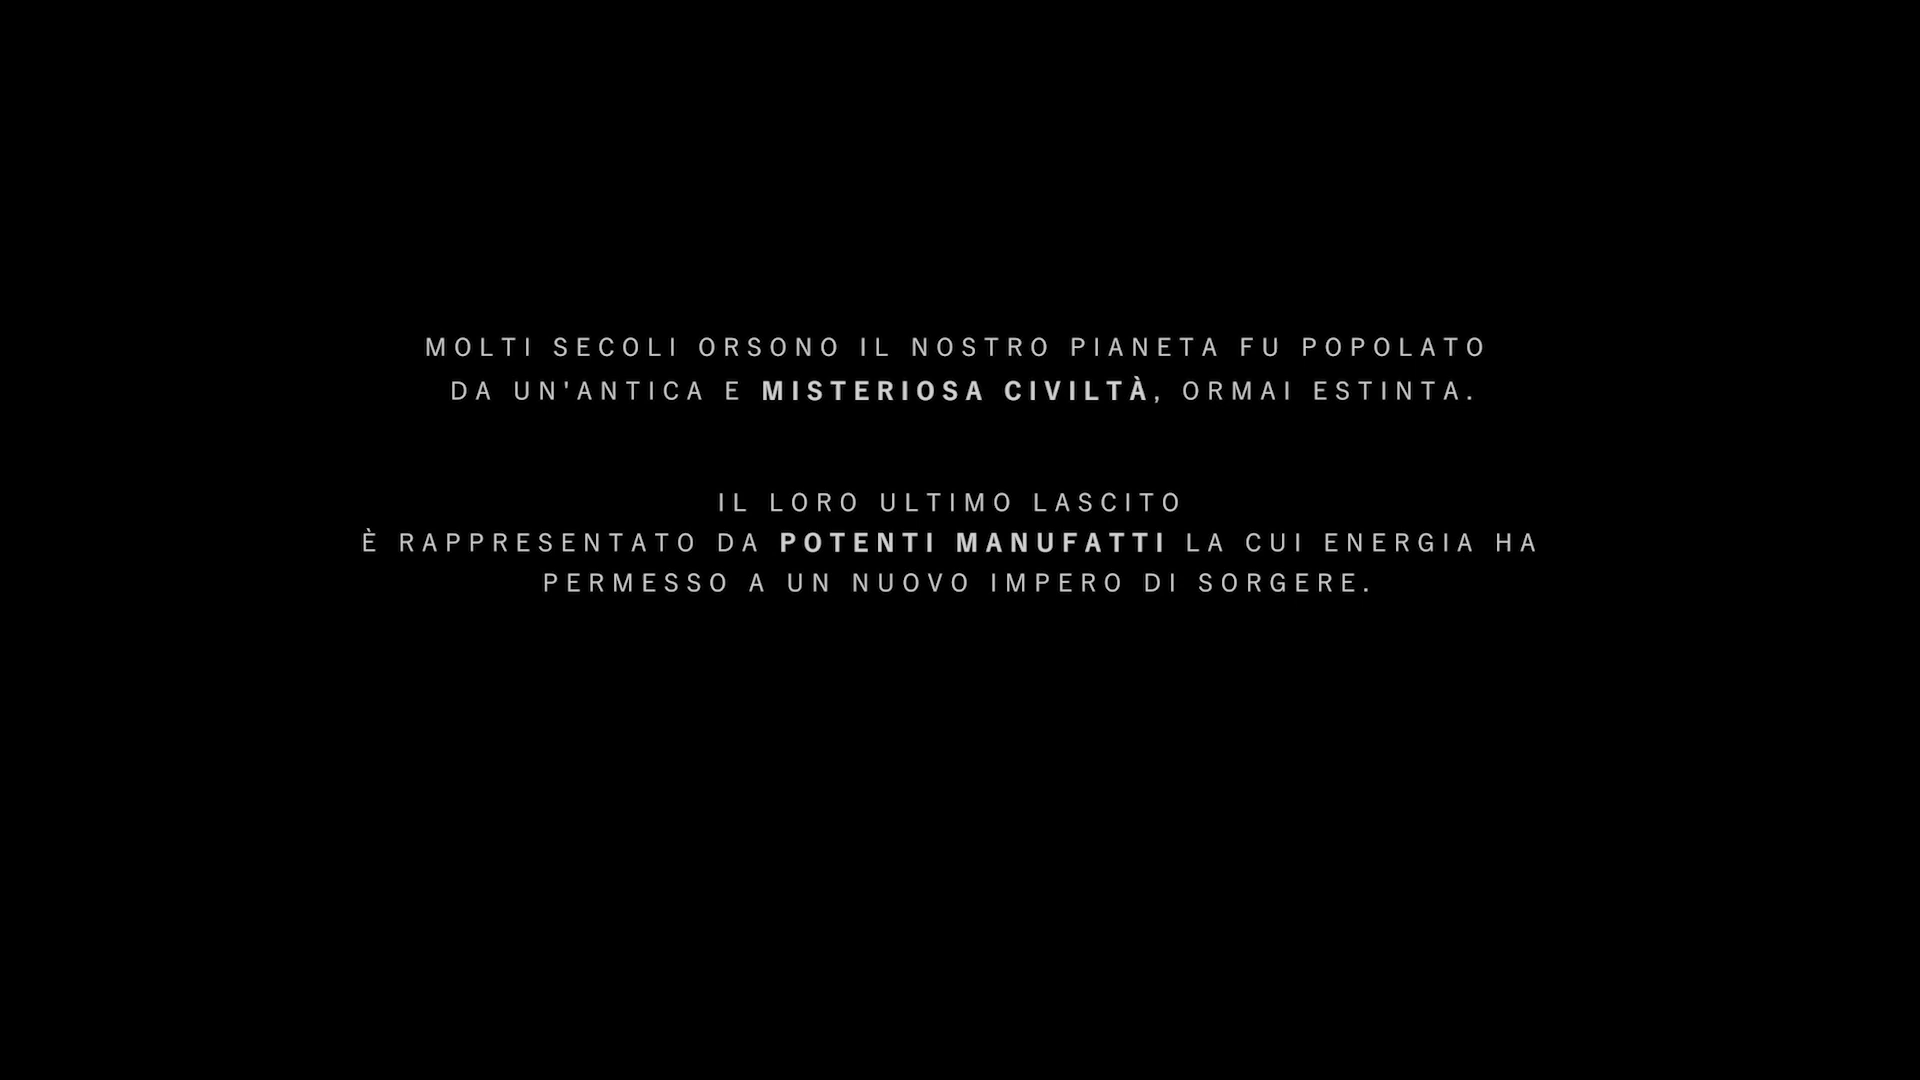 MOLTI SECOLI ORSONO IL NOSTRO PIANETA FU POPOLATO
DA UN'ANTICA E MISTERIOSA CIVILTÀ, ORMAI ESTINTA.
IL LORO ULTIMO LASCITO
È RAPPRESENTATO DA POTENTI MANUFATTI LA CUI ENERGIA HA
PERMESSO A UN NUOVO IMPERO DI SORGERE.